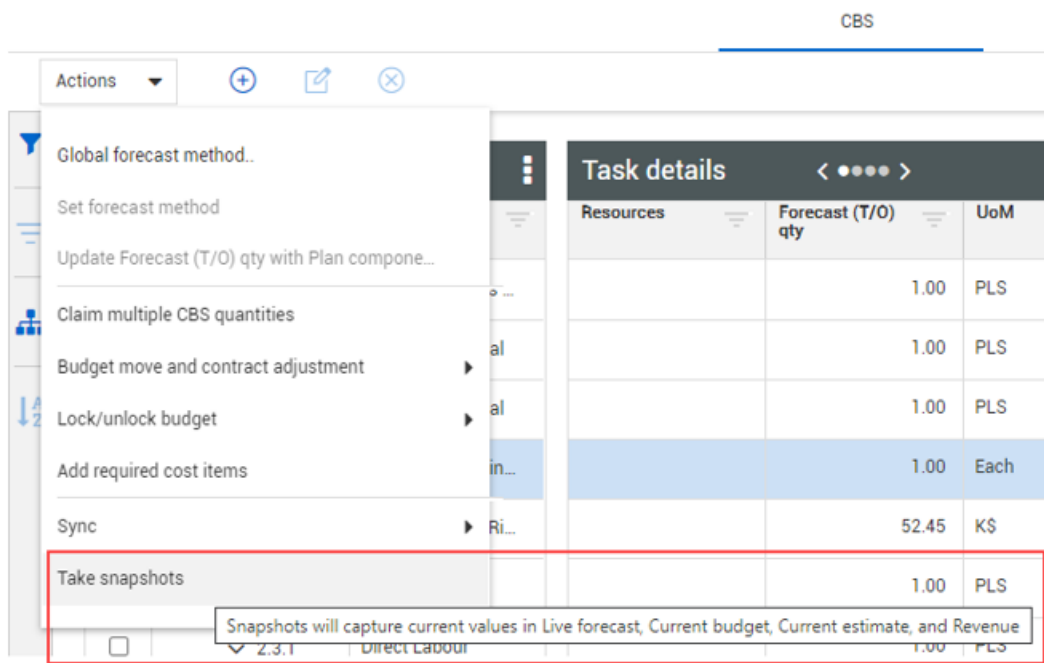 CBS
Actions
Global forecast method..
Set forecast method
Update Forecast (T/O) qty with Plan compone...
Claim multiple CBS quantities
Budget move and contract adjustment
Lock/unlock budget
Add required cost items
Sync
Take snapshots
Snapshots will capture current values in Live forecast, Current budget, Current estimate, and Revenue
Task details
Resources
Forecast (T/O)
qty
UoM
1.00 PLS
al 1.00 PLS
al 1.00 PLS
in... 1.00 Each
Ri... 52.45 K$
1.00 PLS
2.3.1 Direct Labour 1.00 PLS